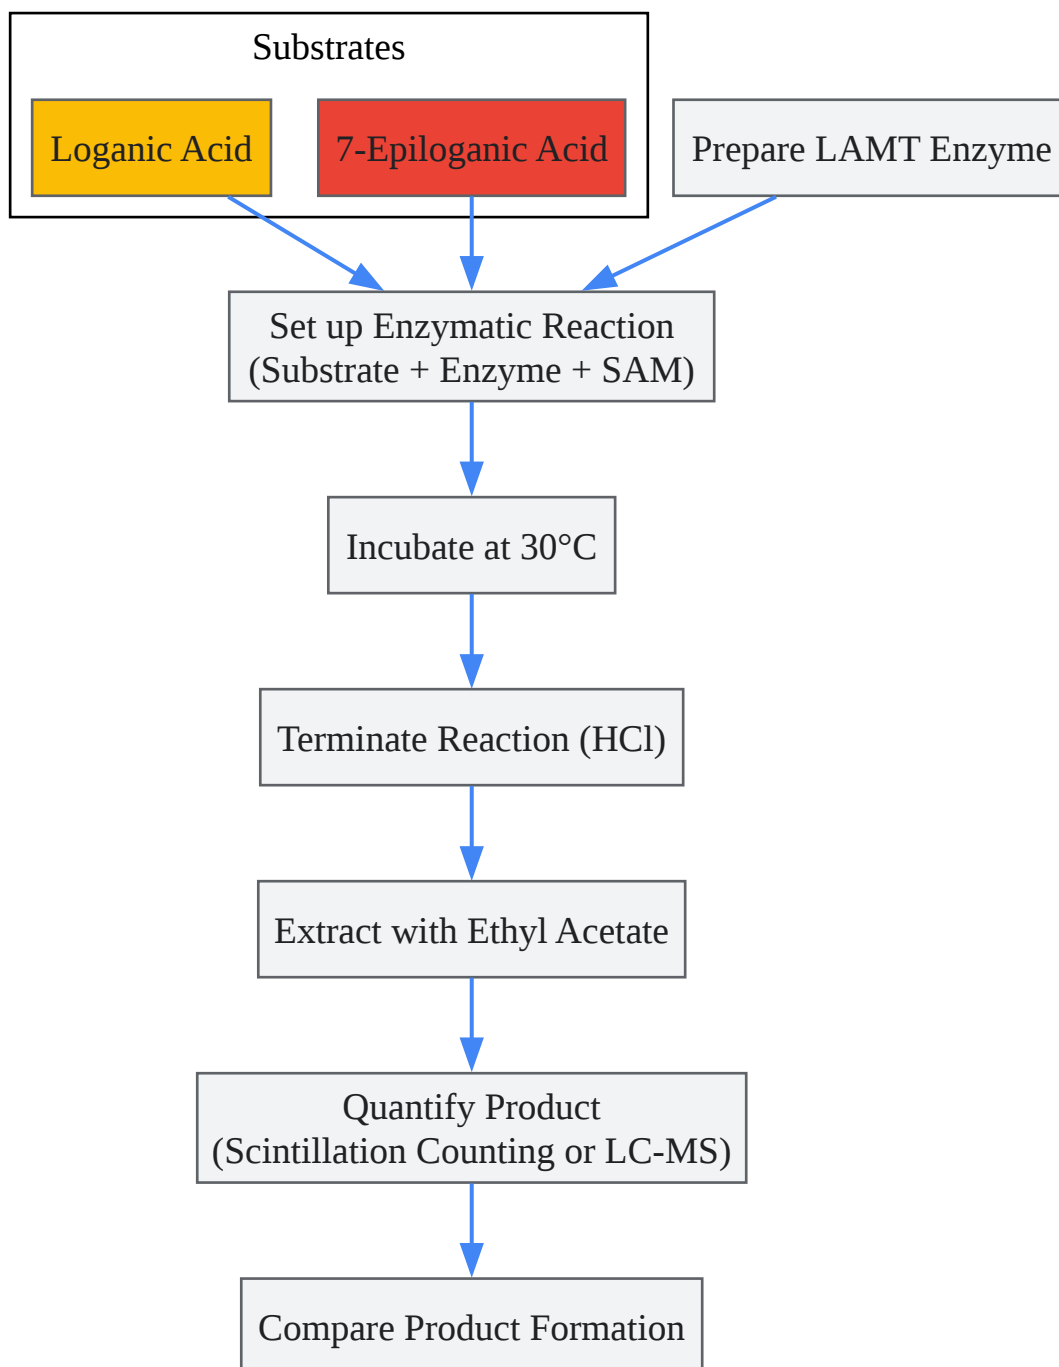 Substrates
Loganic Acid
7-Epiloganic Acid
Prepare LAMT Enzyme
Set up Enzymatic Reaction
(Substrate + Enzyme + SAM)
Incubate at 30°C
Terminate Reaction (HCl)
Extract with Ethyl Acetate
Quantify Product
(Scintillation Counting or LC-MS)
Compare Product Formation